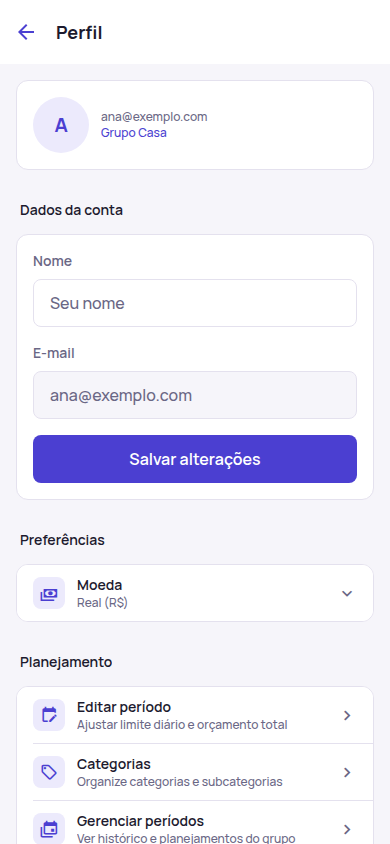 Perfil
A
ana@exemplo.com
Grupo Casa
Dados da conta
Nome
Seu nome
E-mail
ana@exemplo.com
Salvar alterações
Preferências
Moeda
Real (R$)
Planejamento
Editar período
Ajustar limite diário e orçamento total
Categorias
Organize categorias e subcategorias
Gerenciar períodos
Ver histórico e planejamentos do grupo